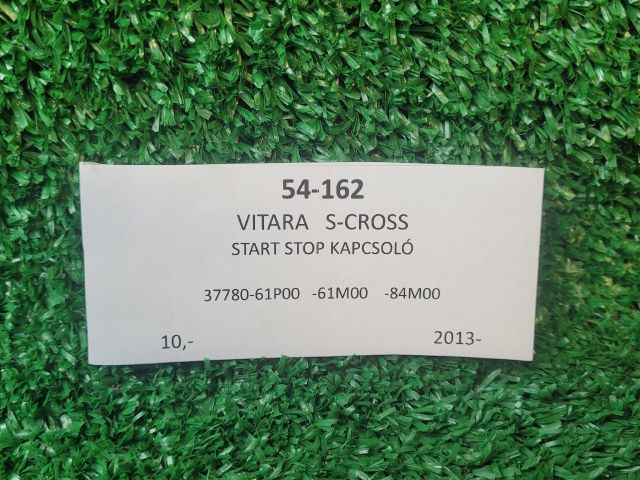 54-162
VITARA S-CROSS
START STOP KAPCSOLÓ
37780-61P00 -61M00 -84M00
10,- 2013-